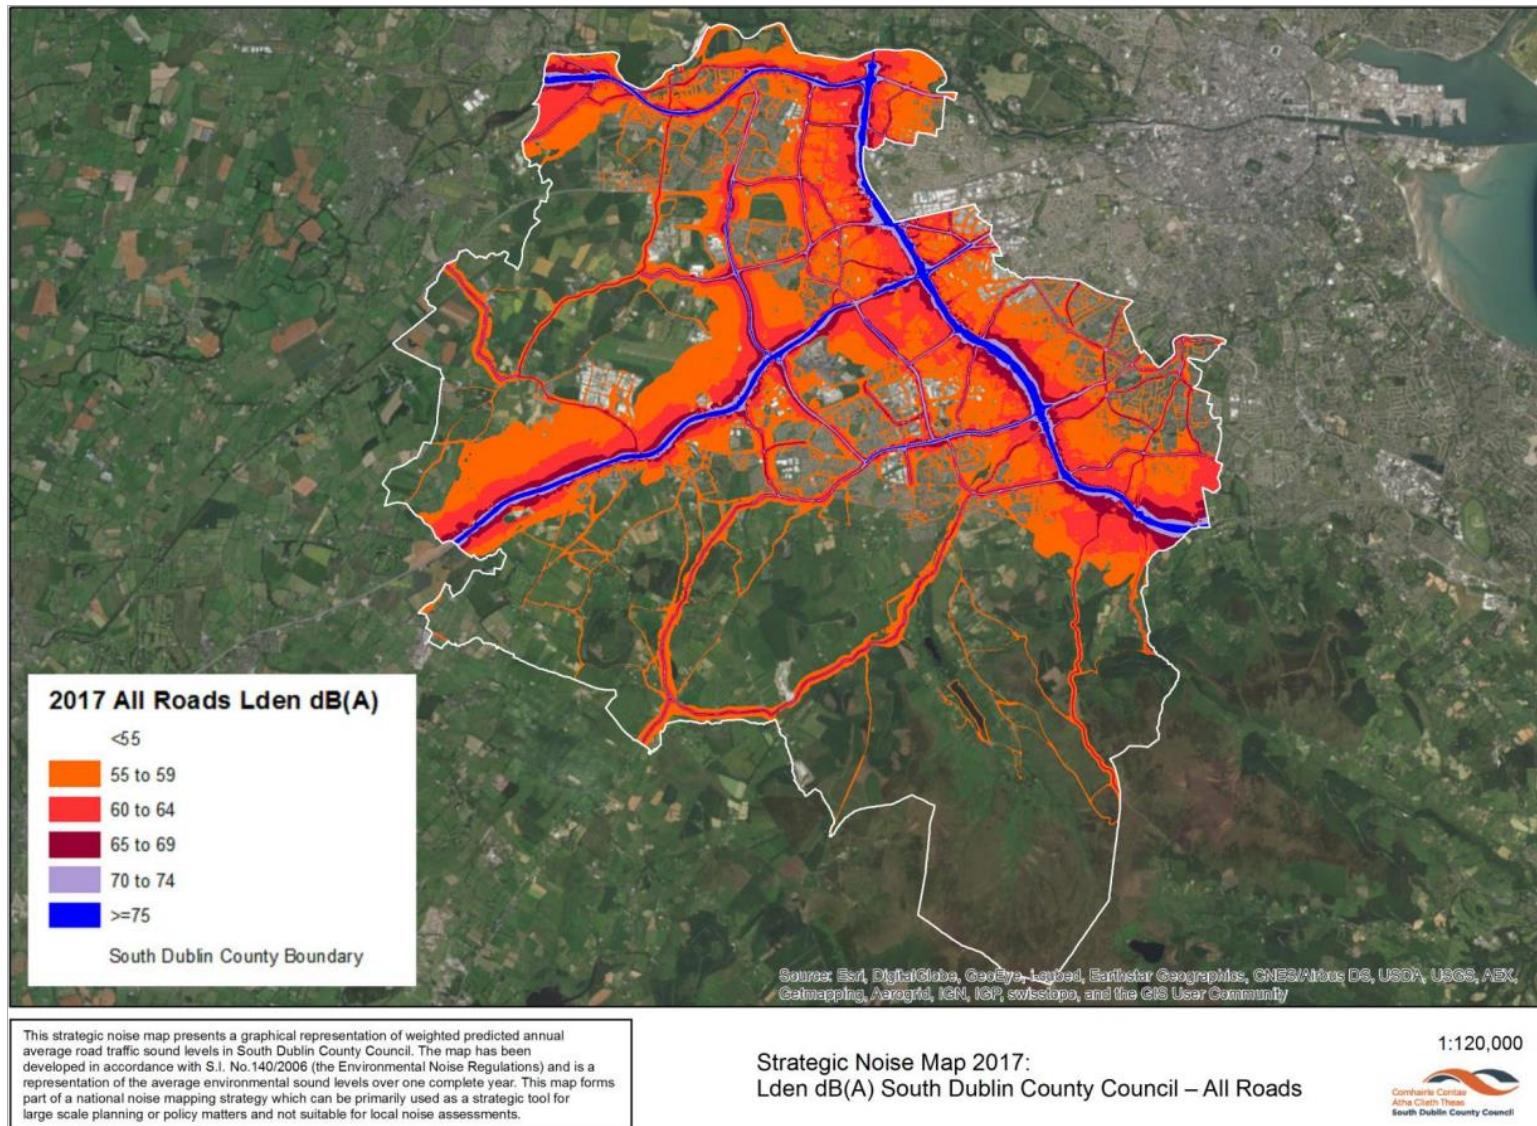 2017 All Roads Lden dB(A)
<55
55 to 59
60 to 64
65 to 69
70 to 74
>=75
South Dublin County Boundary
Source: Esri, DigitalGlobe, GeoEye, i-cubed, Earthstar Geographics, CNES/Airbus DS, USDA, USGS, AEX,
Getmapping, Aerogrid, IGN, IGP, swisstopo, and the GIS User Community
This strategic noise map presents a graphical representation of weighted predicted annual
average road traffic sound levels in South Dublin County Council. The map has been
developed in accordance with S.I. No.140/2006 (the Environmental Noise Regulations) and is a
representation of the average environmental sound levels over one complete year. This map forms
part of a national noise mapping strategy which can be primarily used as a strategic tool for
large scale planning or policy matters and not suitable for local noise assessments.
Strategic Noise Map 2017:
Lden dB(A) South Dublin County Council – All Roads
1:120,000
Comhairle Contae
Átha Cliath Theas
South Dublin County Council